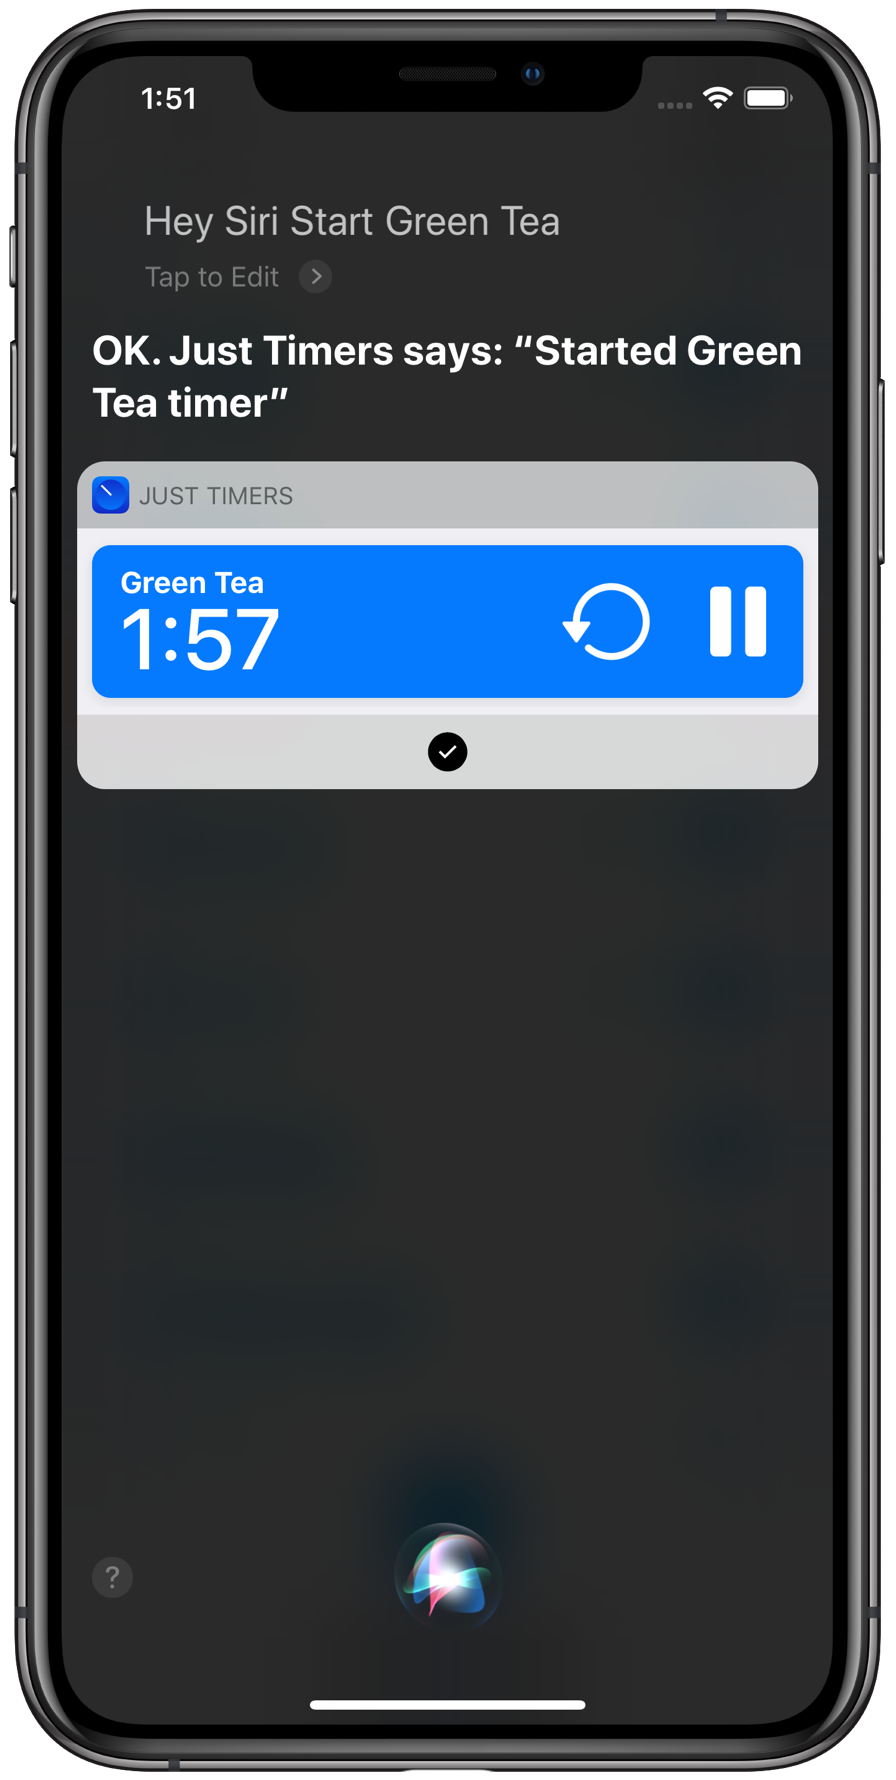 1:51
Hey Siri Start Green Tea
Tap to Edit
OK. Just Timers says: “Started Green
Tea timer”
JUST TIMERS
Green Tea
1:57
?